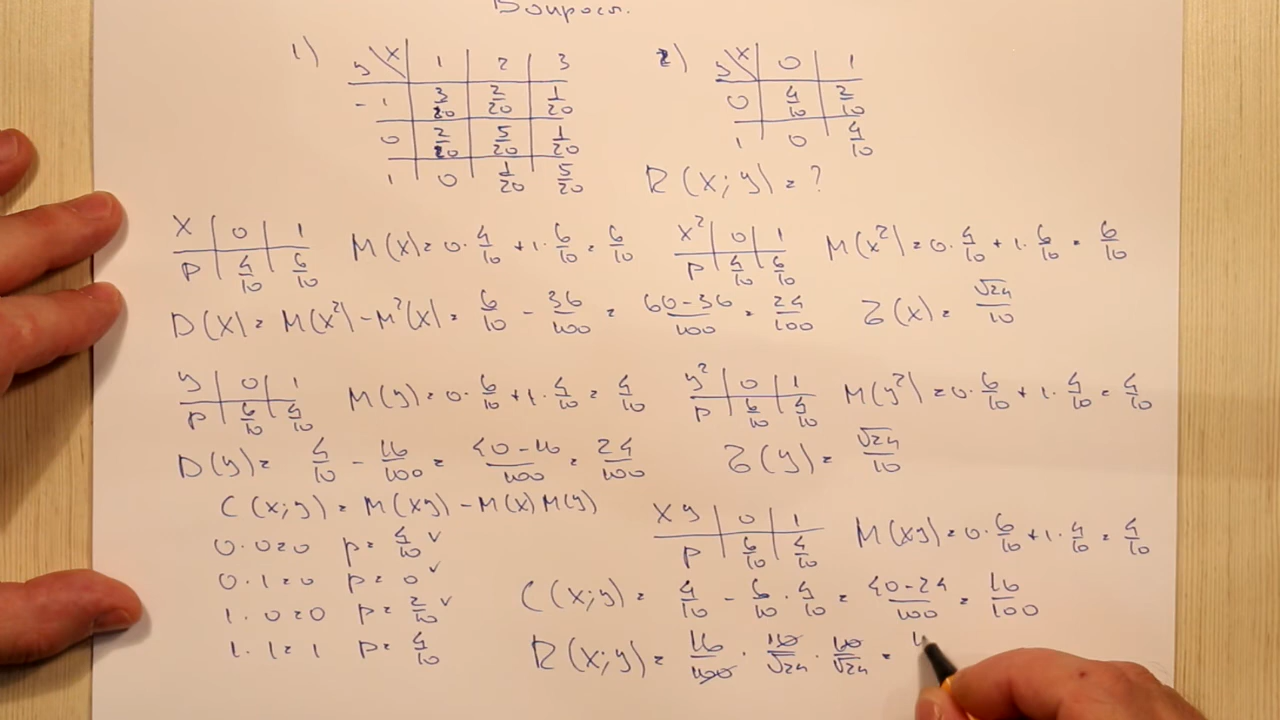 Вопрос.
1) y\x | 1 | 2 | 3 2) y\x | 0 | 1
-1 | 3/20 | 2/20 | 1/20 0 | 4/10 | 2/10
0 | 2/20 | 5/20 | 1/20 1 | 0 | 4/10
1 | 0 | 1/20 | 5/20 R(x;y)=?
X | 0 | 1 M(x)=0·4/10+1·6/10=6/10 X² | 0 | 1 M(x²)=0·4/10+1·6/10=6/10
P | 4/10 | 6/10 P | 4/10 | 6/10
D(x)=M(x²)-M²(x)=6/10-36/100=(60-36)/100=24/100 σ(x)=√24/10
y | 0 | 1 M(y)=0·6/10+1·4/10=4/10 y² | 0 | 1 M(y²)=0·6/10+1·4/10=4/10
P | 6/10 | 4/10 P | 6/10 | 4/10
D(y)=4/10-16/100=(40-16)/100=24/100 σ(y)=√24/10
C(x;y)=M(xy)-M(x)M(y) xy | 0 | 1 M(xy)=0·6/10+1·4/10=4/10
0·0=0 p=4/10 v P | 6/10 | 4/10
0·1=0 p=0 v C(x;y)=4/10-6/10·4/10=(40-24)/100=16/100
1·0=0 p=2/10 v
1·1=1 p=4/10 R(x;y)=16/100·10/√24·10/√24=